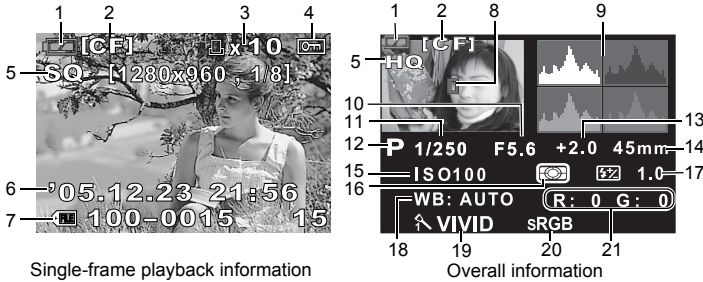 1 2 3 4
[CF] x10
5 SQ [1280x960 , 1/8]
6 '05.12.23 21:56
7 FILE 100-0015 15
Single-frame playback information
1 2 8 9
[CF]
5 HQ
10
11 13
12 P 1/250 F5.6 +2.0 45mm 14
15 ISO100 1.0 17
16
WB: AUTO R: 0 G: 0
18 VIVID sRGB
19 20 21
Overall information